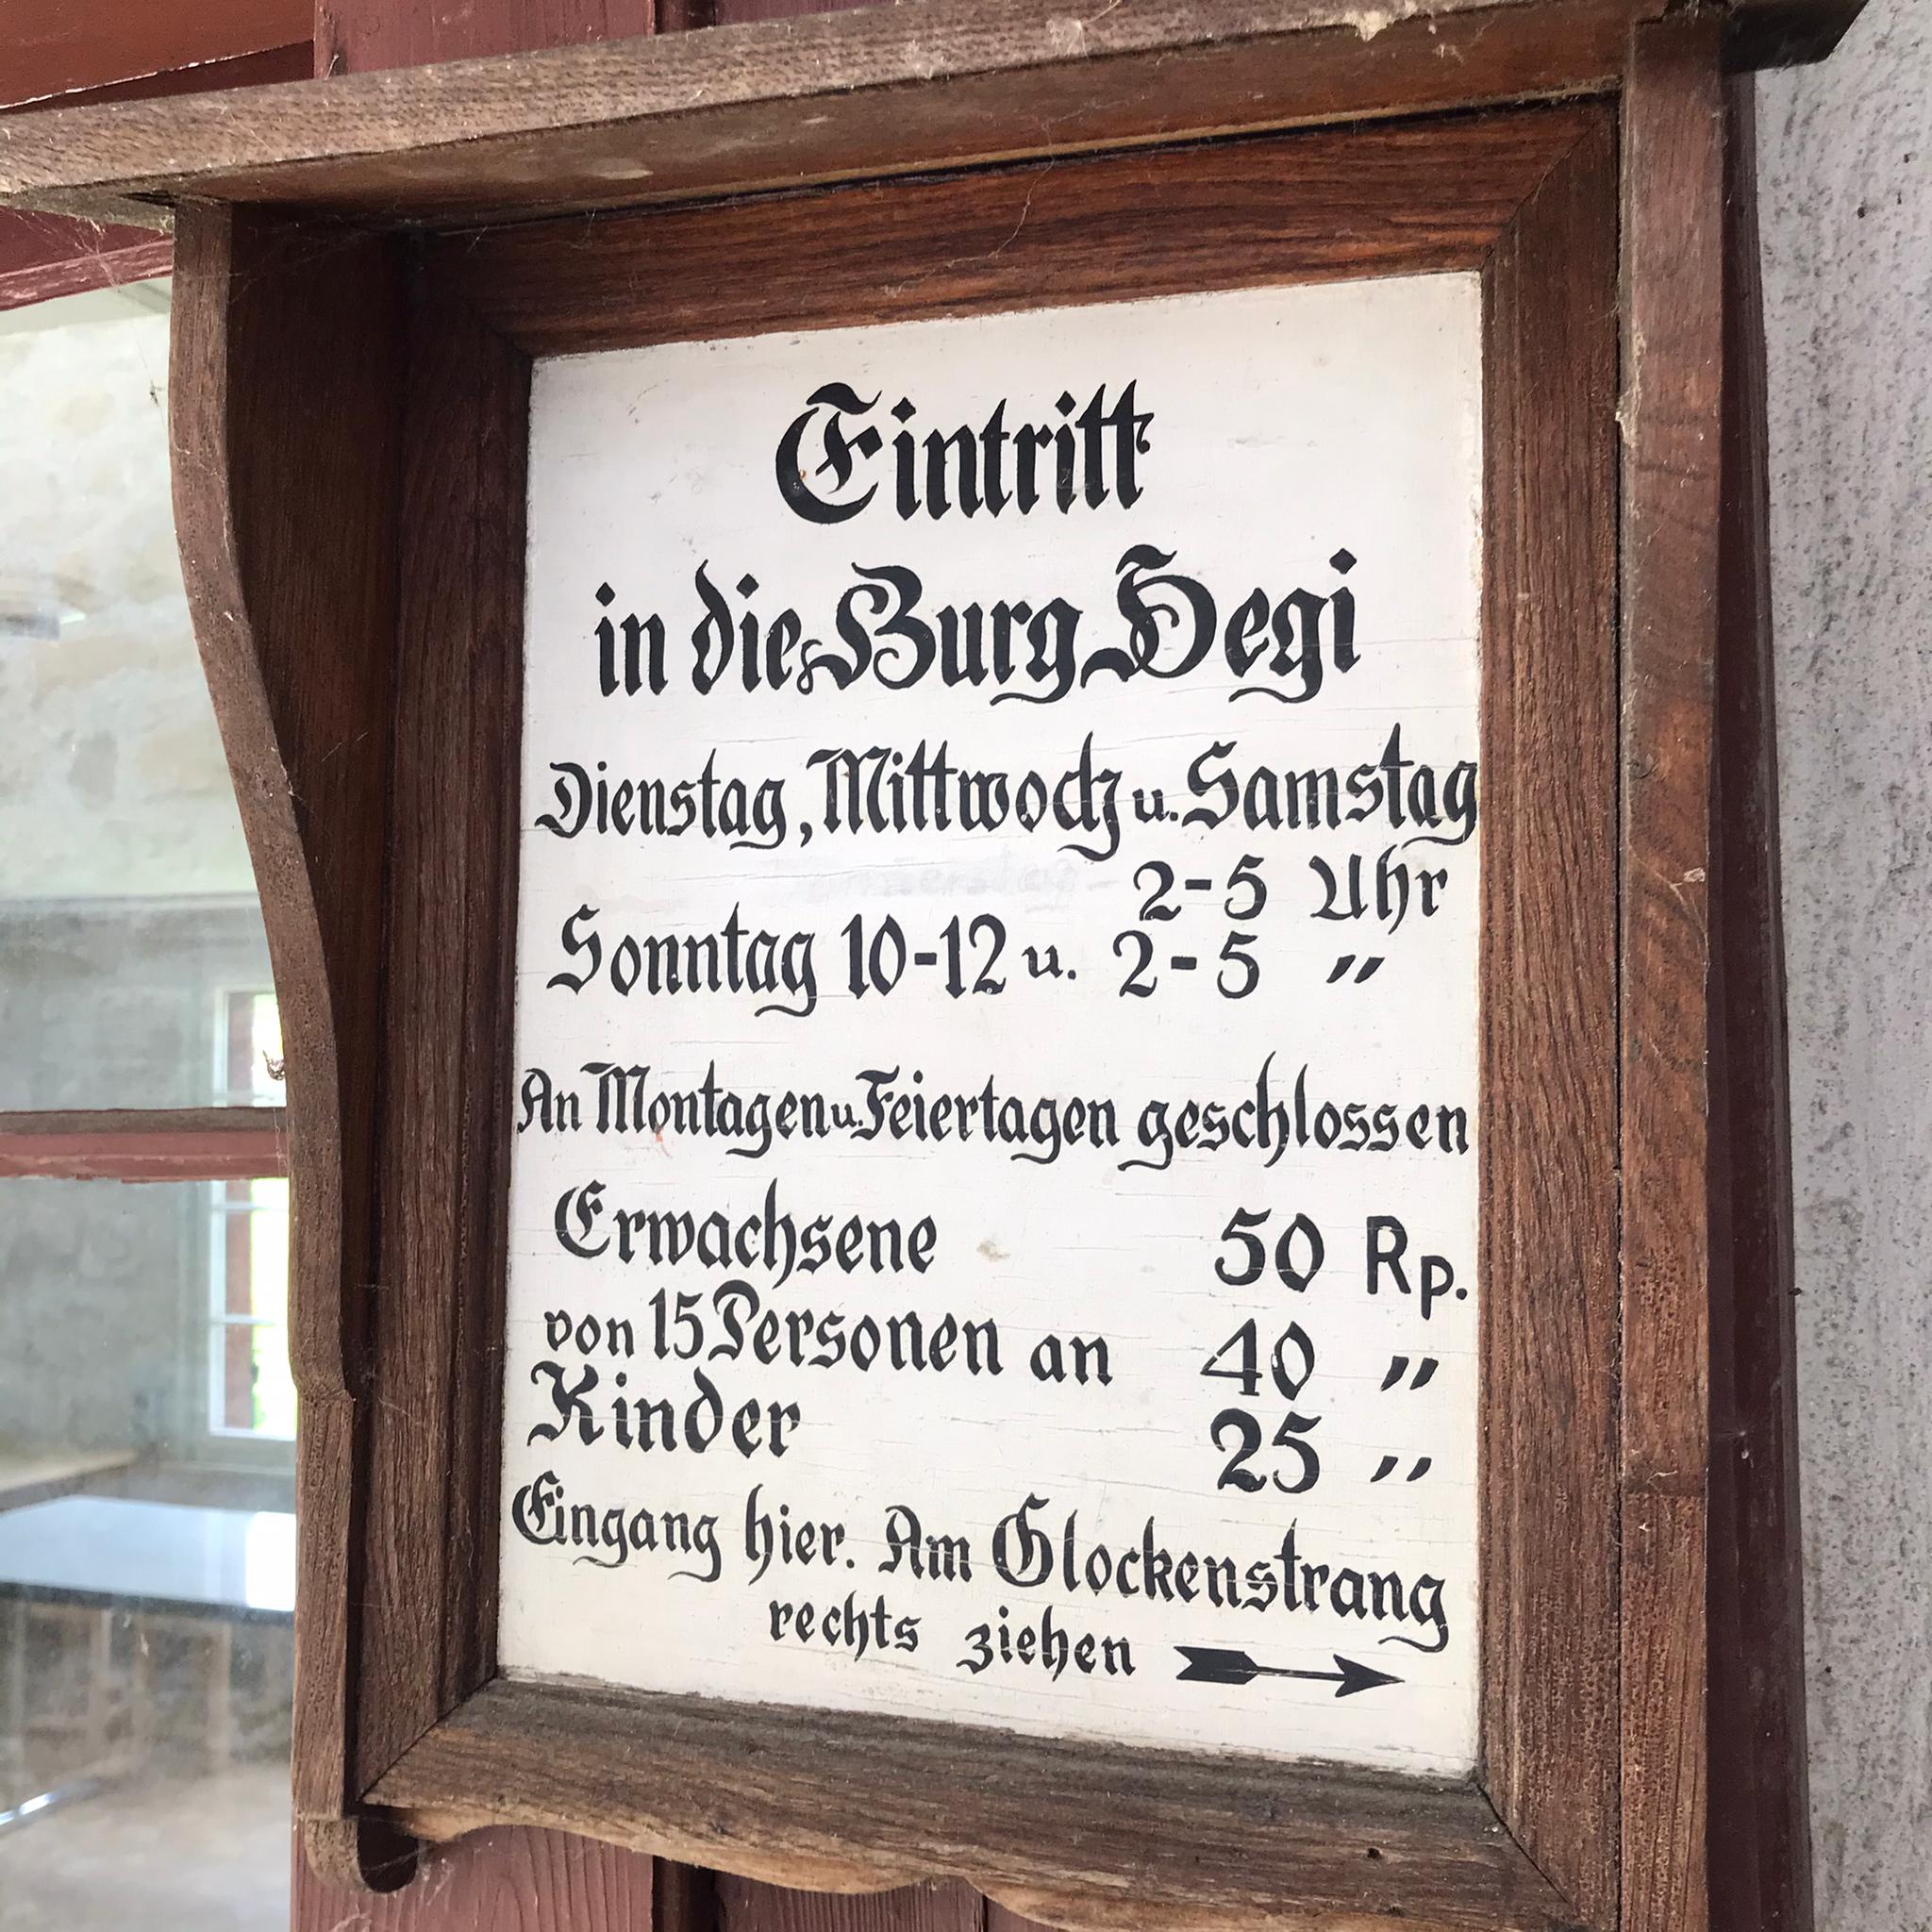 Eintritt
in die Burg Hegi
Dienstag, Mittwoch u. Samstag
2-5 Uhr
Sonntag 10-12 u. 2-5 "
An Montagen u. Feiertagen geschlossen
Erwachsene 50 Rp.
von 15 Personen an 40 "
Kinder 25 "
Eingang hier. Am Glockenstrang
rechts ziehen